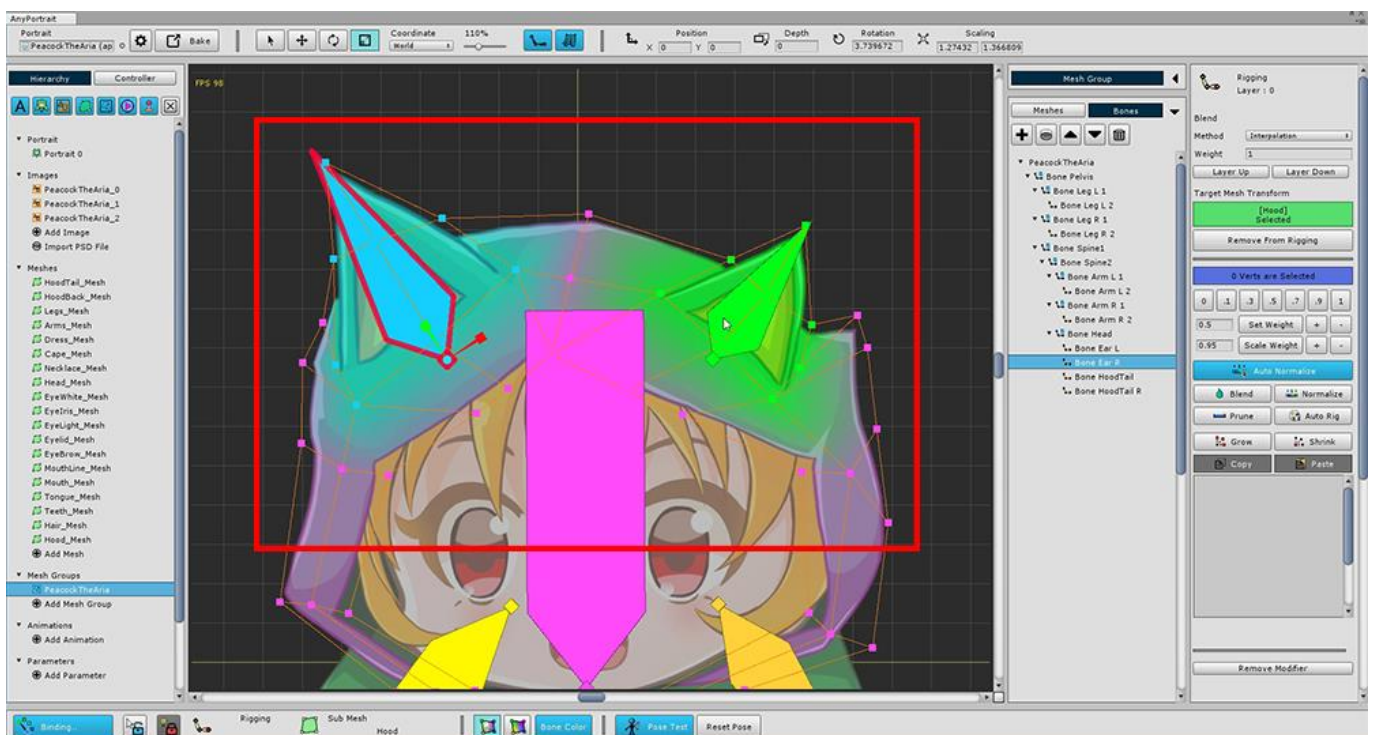 AnyPortrait
Portrait
PeacockTheAria (ap
Bake
Coordinate
World
110%
Position
X 0 Y 0
Depth
0
Rotation
3.739672
Scaling
1.27432 1.366809
Hierarchy Controller
Portrait
Portrait 0
Images
PeacockTheAria_0
PeacockTheAria_1
PeacockTheAria_2
Add Image
Import PSD File
Meshes
HoodTail_Mesh
HoodBack_Mesh
Legs_Mesh
Arms_Mesh
Dress_Mesh
Cape_Mesh
Necklace_Mesh
Head_Mesh
EyeWhite_Mesh
EyeIris_Mesh
EyeLight_Mesh
Eyelid_Mesh
EyeBrow_Mesh
MouthLine_Mesh
Mouth_Mesh
Tongue_Mesh
Teeth_Mesh
Hair_Mesh
Hood_Mesh
Add Mesh
Mesh Groups
PeacockTheAria
Add Mesh Group
Animations
Add Animation
Parameters
Add Parameter
FPS 98
Mesh Group
Meshes Bones
PeacockTheAria
Bone Pelvis
Bone Leg L 1
Bone Leg L 2
Bone Leg R 1
Bone Leg R 2
Bone Spine1
Bone Spine2
Bone Arm L 1
Bone Arm L 2
Bone Arm R 1
Bone Arm R 2
Bone Head
Bone Ear L
Bone Ear R
Bone HoodTail
Bone HoodTail R
Rigging
Layer : 0
Blend
Method Interpolation
Weight 1
Layer Up Layer Down
Target Mesh Transform
[Hood]
Selected
Remove From Rigging
0 Verts are Selected
0 .1 .3 .5 .7 .9 1
0.5 Set Weight + -
0.95 Scale Weight + -
Auto Normalize
Blend Normalize
Prune Auto Rig
Grow Shrink
Copy Paste
Remove Modifier
Binding..
Rigging
Sub Mesh
Hood
Bone Color
Pose Test
Reset Pose